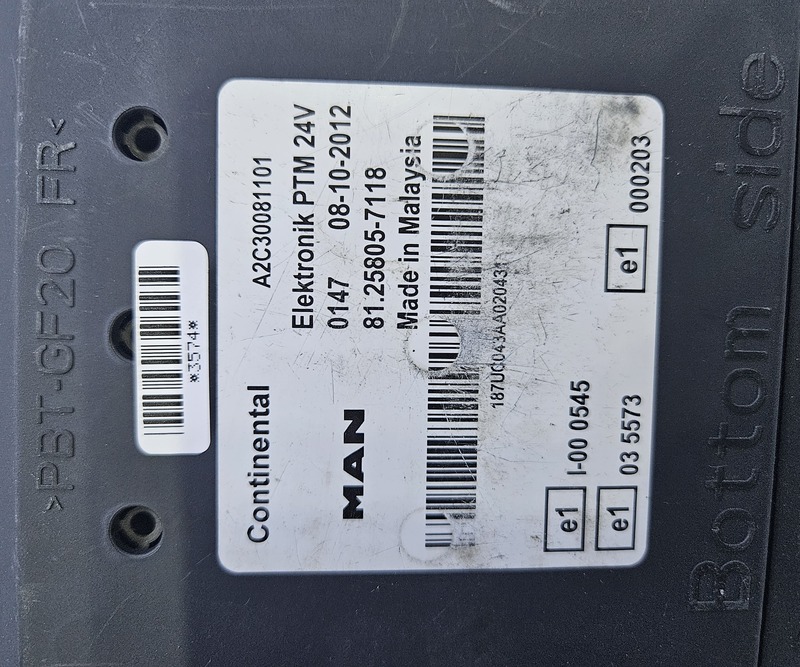 >PBT-GF20 FR<
*3574*
Continental
A2C30081101
MAN
Elektronik PTM 24V
0147 08-10-2012
81.25805-7118
Made in Malaysia
187UC043AA020431
e1 I-00 0545
e1 03 5573
e1 000203
Bottom side